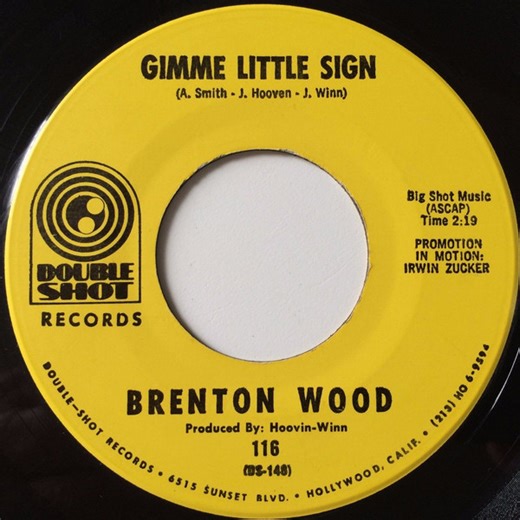 GIMME LITTLE SIGN
(A. Smith - J. Hooven - J. Winn)
DOUBLE
SHOT
RECORDS
Big Shot Music
(ASCAP)
Time 2:19
PROMOTION
IN MOTION:
IRWIN ZUCKER
BRENTON WOOD
Produced By: Hoovin-Winn
116
(DS-148)
DOUBLE-SHOT RECORDS • 6515 SUNSET BLVD. • HOLLYWOOD, CALIF. • (213) HO 6-9594